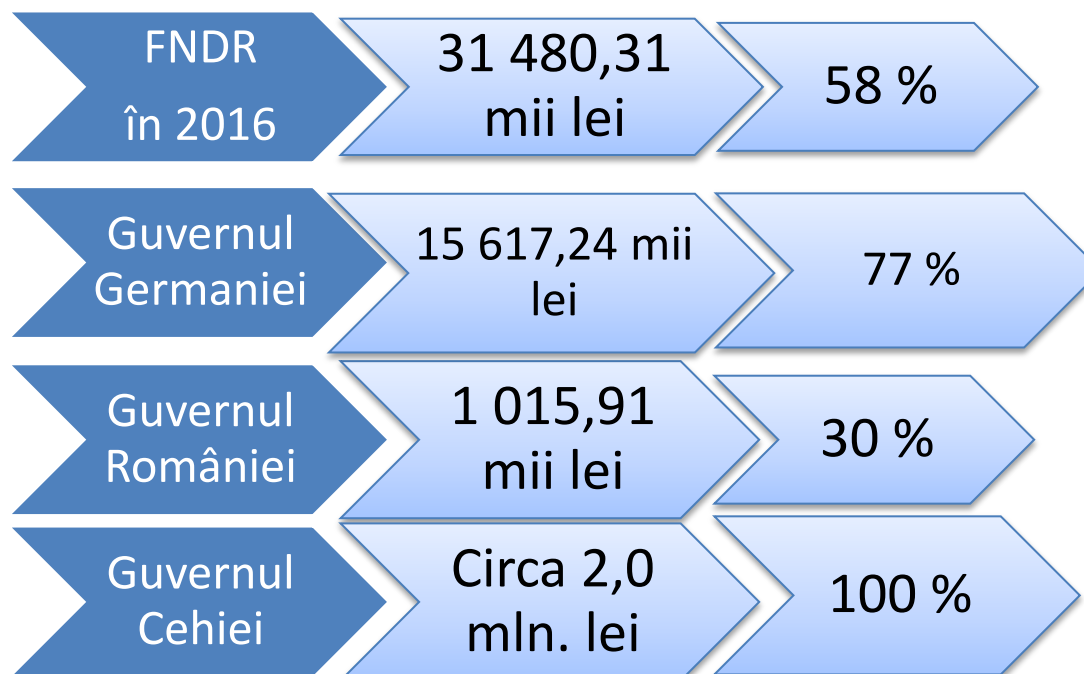 FNDR
în 2016
31 480,31
mii lei
58 %
Guvernul
Germaniei
15 617,24 mii
lei
77 %
Guvernul
României
1 015,91
mii lei
30 %
Guvernul
Cehiei
Circa 2,0
mln. lei
100 %